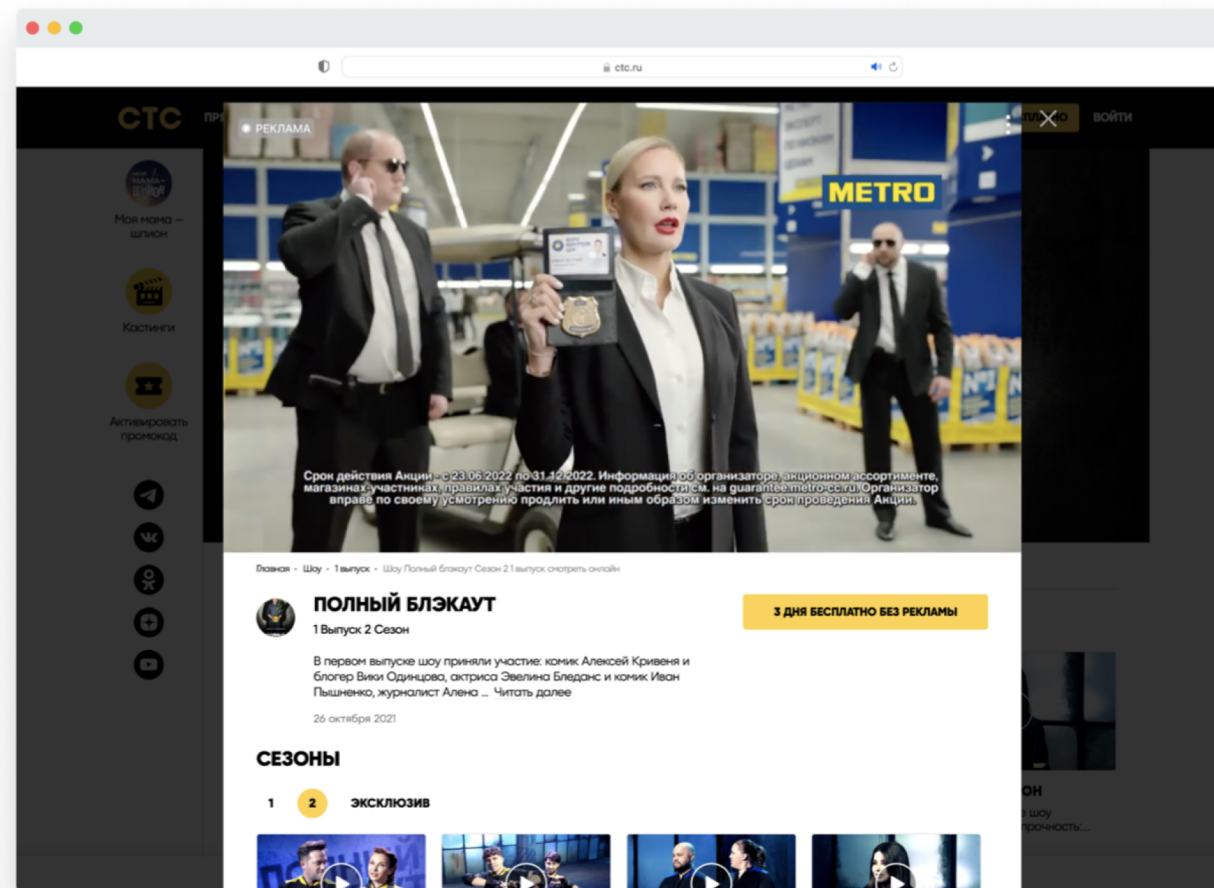 ctc.ru
СТС
ВОЙТИ
РЕКЛАМА
METRO
Моя мама –
шпион
Кастинги
Активировать
промокод
№1
Срок действия Акции - с 23.06.2022 по 31.12.2022. Информация об организаторе, акционном ассортименте,
магазинах-участниках, правилах участия и другие подробности см. на guarantee.metro-cc.ru. Организатор
вправе по своему усмотрению продлить или иным образом изменить срок проведения Акции.
Главная · Шоу · 1 выпуск · Шоу Полный блэкаут Сезон 2 1 выпуск смотреть онлайн
ПОЛНЫЙ БЛЭКАУТ
3 ДНЯ БЕСПЛАТНО БЕЗ РЕКЛАМЫ
1 Выпуск 2 Сезон
В первом выпуске шоу приняли участие: комик Алексей Кривеня и
блогер Вики Одинцова, актриса Эвелина Бледанс и комик Иван
Пышненко, журналист Алена ... Читать далее
26 октября 2021
СЕЗОНЫ
1 2 ЭКСКЛЮЗИВ
шоу